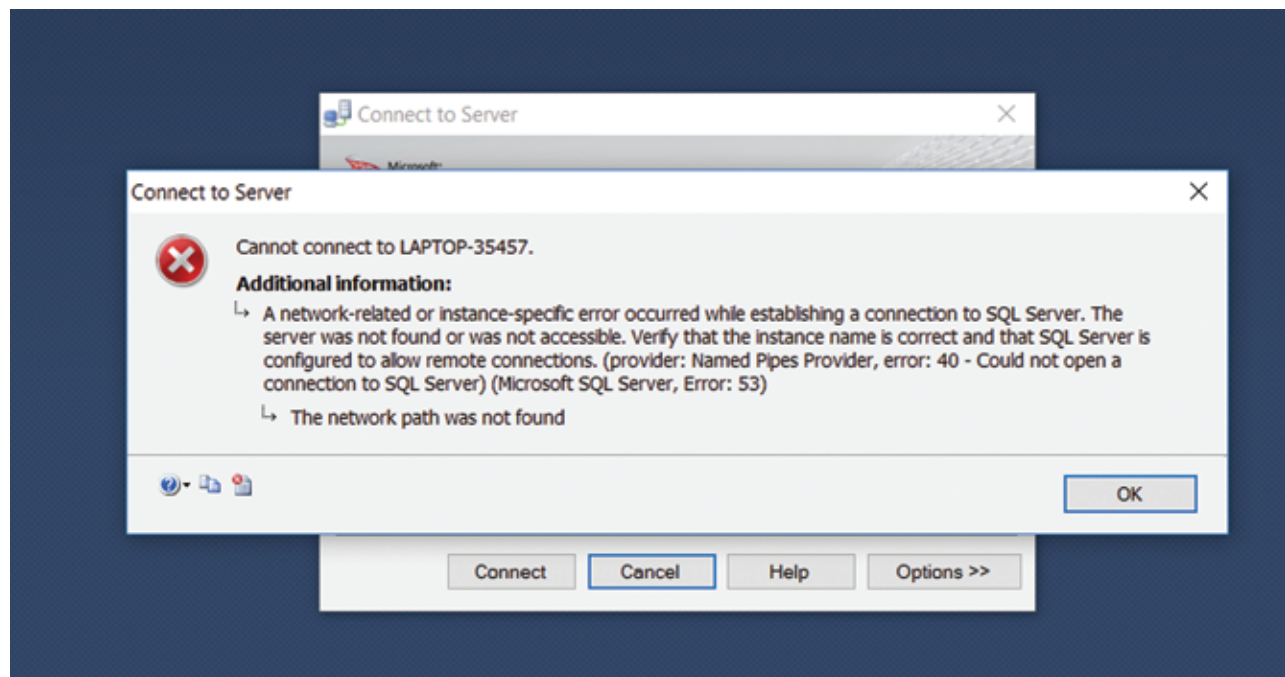 Connect to Server
Microsoft
Connect to Server
Cannot connect to LAPTOP-35457.
Additional information:
A network-related or instance-specific error occurred while establishing a connection to SQL Server. The
server was not found or was not accessible. Verify that the instance name is correct and that SQL Server is
configured to allow remote connections. (provider: Named Pipes Provider, error: 40 - Could not open a
connection to SQL Server) (Microsoft SQL Server, Error: 53)
The network path was not found
OK
Connect Cancel Help Options >>